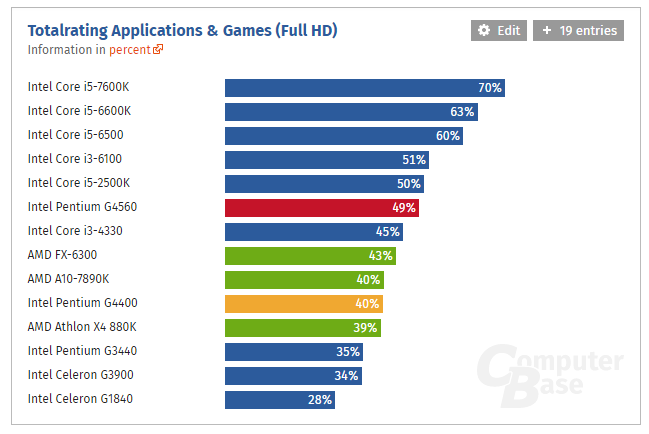 Totalrating Applications & Games (Full HD)
Edit
+ 19 entries
Information in percent
Intel Core i5-7600K 70%
Intel Core i5-6600K 63%
Intel Core i5-6500 60%
Intel Core i3-6100 51%
Intel Core i5-2500K 50%
Intel Pentium G4560 49%
Intel Core i3-4330 45%
AMD FX-6300 43%
AMD A10-7890K 40%
Intel Pentium G4400 40%
AMD Athlon X4 880K 39%
Intel Pentium G3440 35%
Intel Celeron G3900 34%
Intel Celeron G1840 28%
Computer
Base